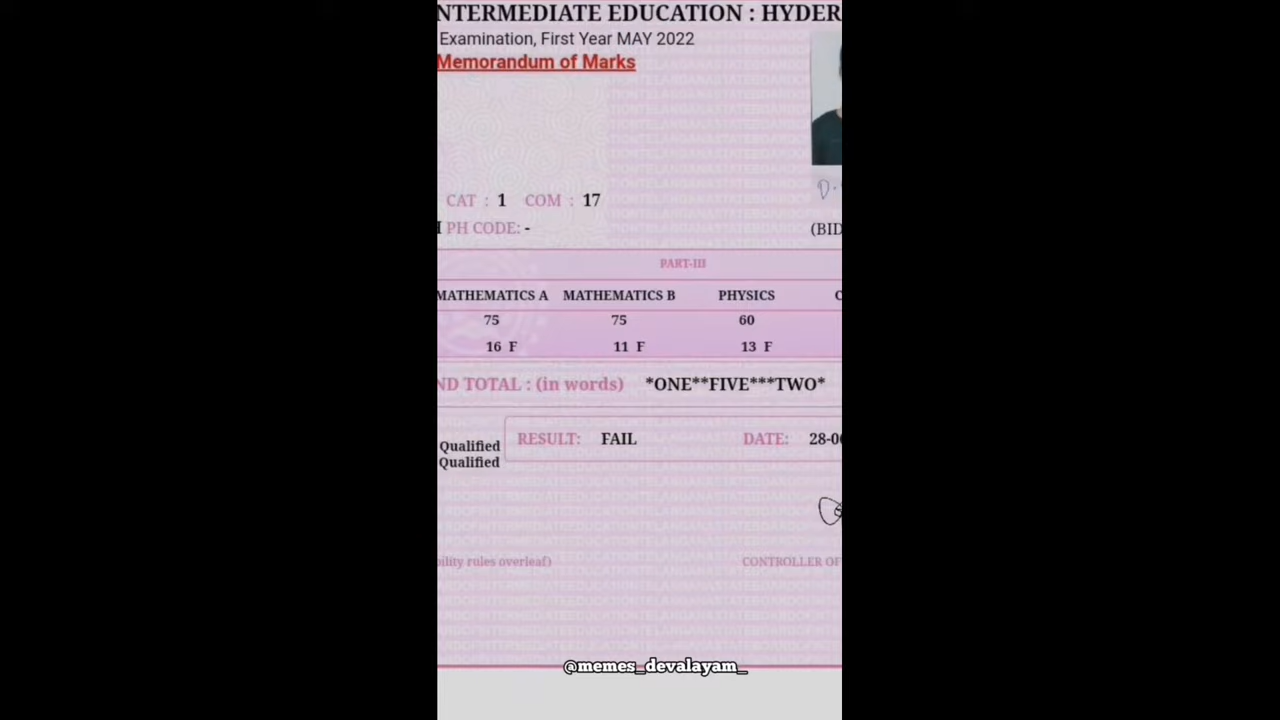 NTERMEDIATE EDUCATION : HYDER
Examination, First Year MAY 2022
Memorandum of Marks
CAT : 1 COM : 17
PH CODE: -
(BID
PART-III
MATHEMATICS A MATHEMATICS B PHYSICS C
75 75 60
16 F 11 F 13 F
ND TOTAL : (in words) *ONE**FIVE***TWO*
Qualified
Qualified
RESULT: FAIL DATE: 28-0
ility rules overleaf) CONTROLLER OF
@memes_devalayam_